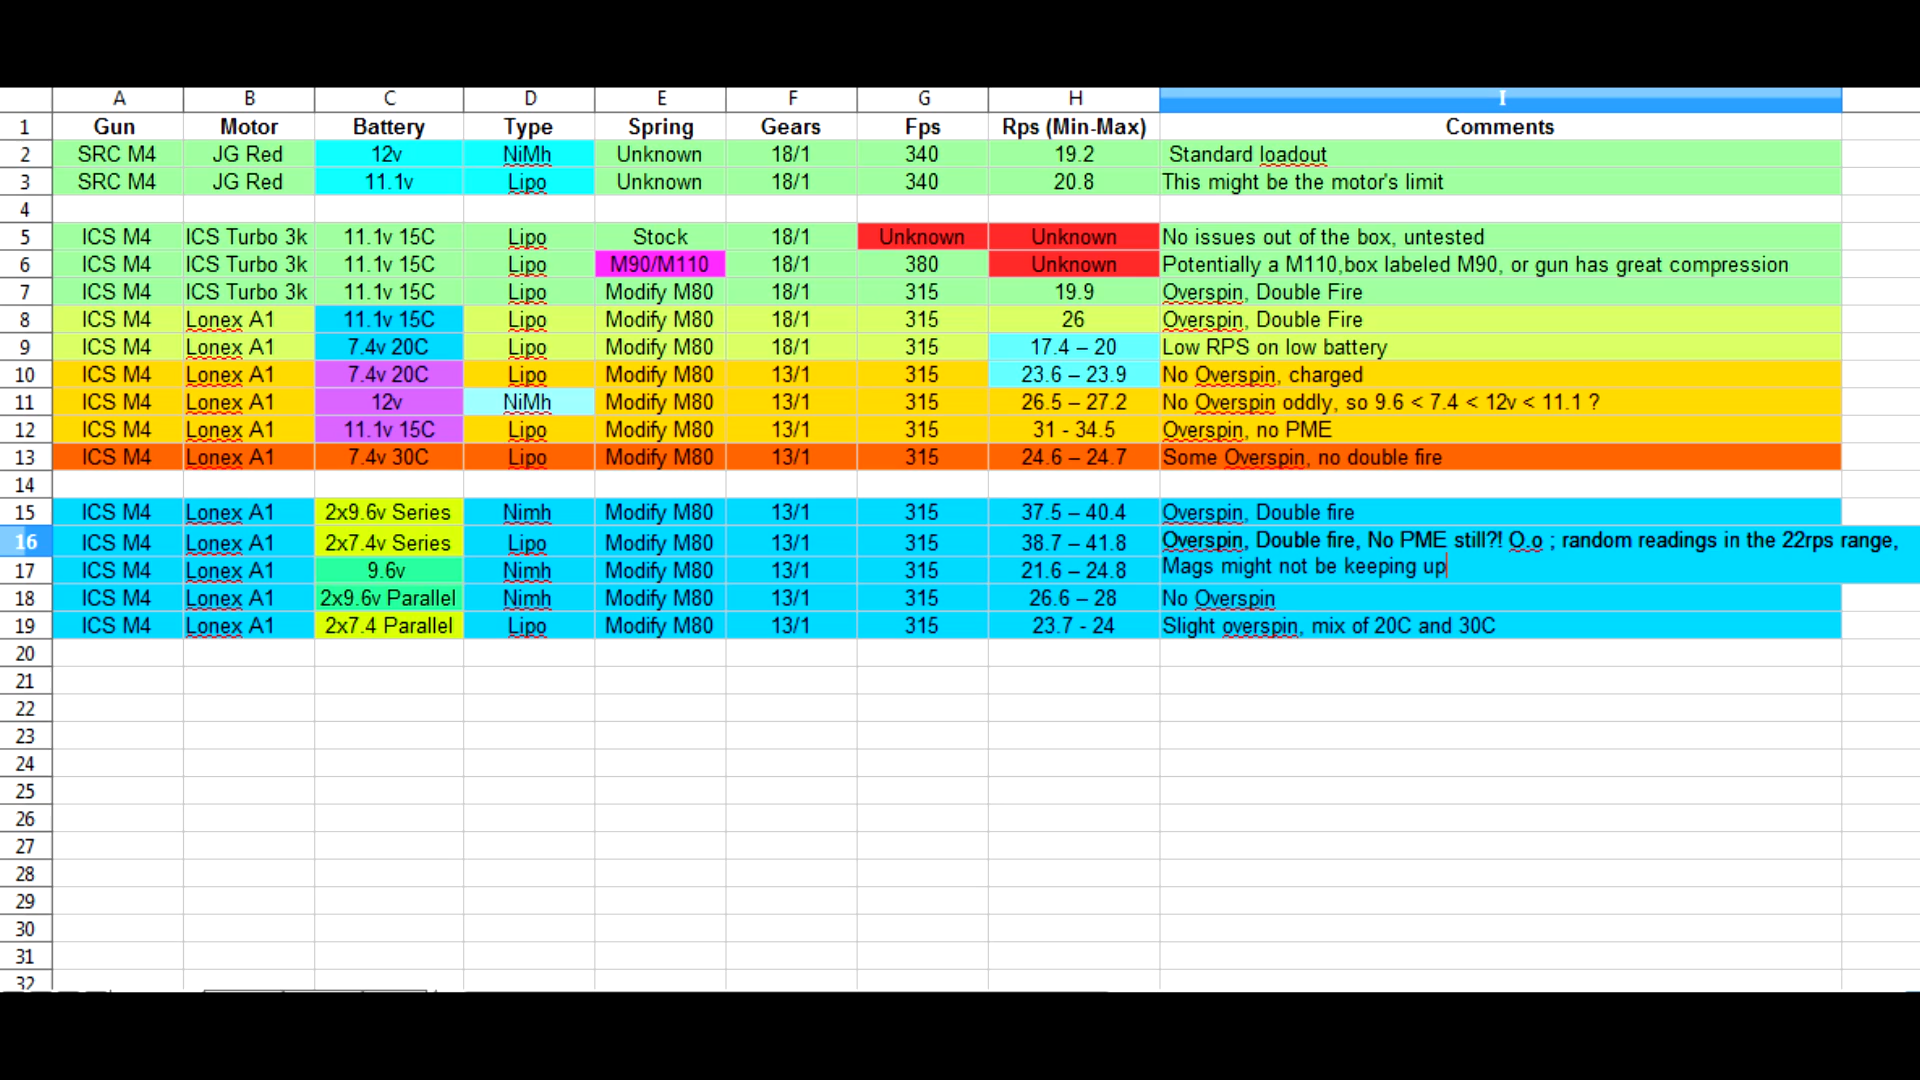 A B C D E F G H I
1 Gun Motor Battery Type Spring Gears Fps Rps (Min-Max) Comments
2 SRC M4 JG Red 12v NiMh Unknown 18/1 340 19.2 Standard loadout
3 SRC M4 JG Red 11.1v Lipo Unknown 18/1 340 20.8 This might be the motor's limit
4
5 ICS M4 ICS Turbo 3k 11.1v 15C Lipo Stock 18/1 Unknown Unknown No issues out of the box, untested
6 ICS M4 ICS Turbo 3k 11.1v 15C Lipo M90/M110 18/1 380 Unknown Potentially a M110,box labeled M90, or gun has great compression
7 ICS M4 ICS Turbo 3k 11.1v 15C Lipo Modify M80 18/1 315 19.9 Overspin, Double Fire
8 ICS M4 Lonex A1 11.1v 15C Lipo Modify M80 18/1 315 26 Overspin, Double Fire
9 ICS M4 Lonex A1 7.4v 20C Lipo Modify M80 18/1 315 17.4 – 20 Low RPS on low battery
10 ICS M4 Lonex A1 7.4v 20C Lipo Modify M80 13/1 315 23.6 – 23.9 No Overspin, charged
11 ICS M4 Lonex A1 12v NiMh Modify M80 13/1 315 26.5 – 27.2 No Overspin oddly, so 9.6 < 7.4 < 12v < 11.1 ?
12 ICS M4 Lonex A1 11.1v 15C Lipo Modify M80 13/1 315 31 - 34.5 Overspin, no PME
13 ICS M4 Lonex A1 7.4v 30C Lipo Modify M80 13/1 315 24.6 – 24.7 Some Overspin, no double fire
14
15 ICS M4 Lonex A1 2x9.6v Series Nimh Modify M80 13/1 315 37.5 – 40.4 Overspin, Double fire
16 ICS M4 Lonex A1 2x7.4v Series Lipo Modify M80 13/1 315 38.7 – 41.8 Overspin, Double fire, No PME still?! O.o ; random readings in the 22rps range,
17 ICS M4 Lonex A1 9.6v Nimh Modify M80 13/1 315 21.6 – 24.8 Mags might not be keeping up
18 ICS M4 Lonex A1 2x9.6v Parallel Nimh Modify M80 13/1 315 26.6 – 28 No Overspin
19 ICS M4 Lonex A1 2x7.4 Parallel Lipo Modify M80 13/1 315 23.7 - 24 Slight overspin, mix of 20C and 30C
20
21
22
23
24
25
26
27
28
29
30
31
32